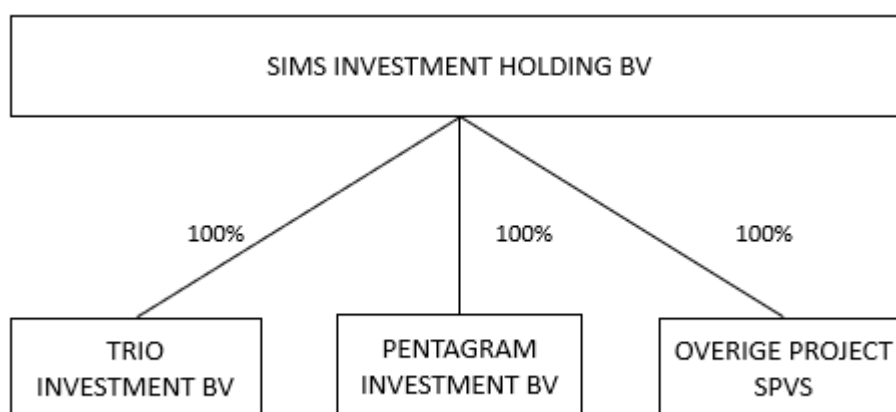 SIMS INVESTMENT HOLDING BV
100%
100%
100%
TRIO
INVESTMENT BV
PENTAGRAM
INVESTMENT BV
OVERIGE PROJECT
SPVS